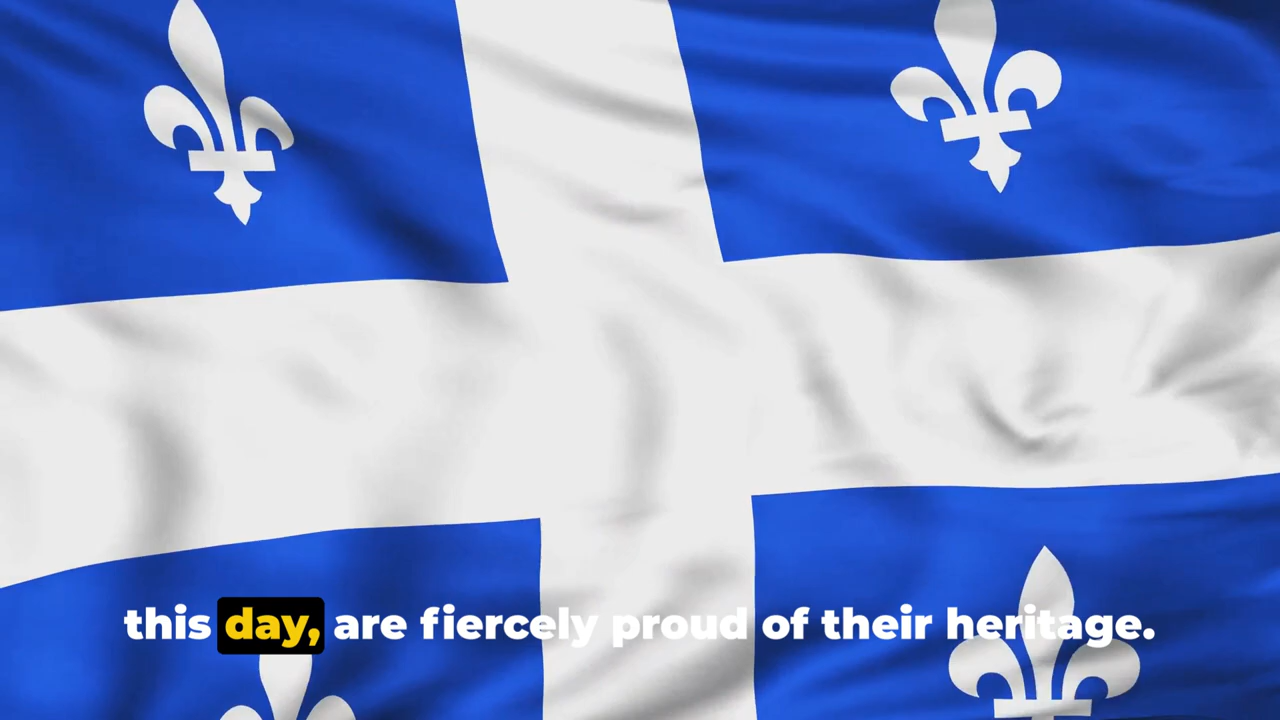 this day, are fiercely proud of their heritage.